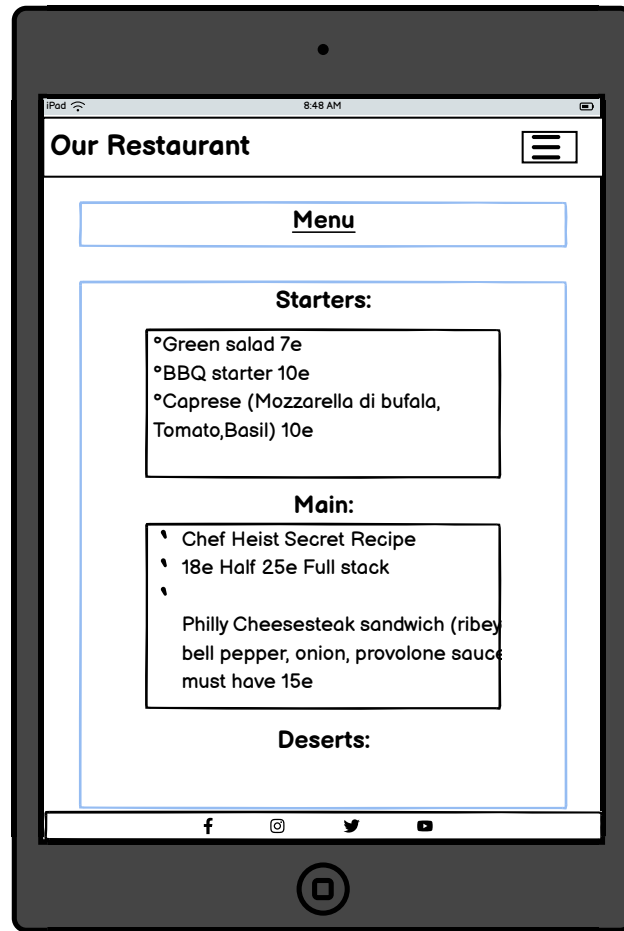 iPad
8:48 AM
Our Restaurant
Menu
Starters:
°Green salad 7e
°BBQ starter 10e
°Caprese (Mozzarella di bufala,
Tomato,Basil) 10e
Main:
Chef Heist Secret Recipe
18e Half 25e Full stack
Philly Cheesesteak sandwich (ribey
bell pepper, onion, provolone sauce
must have 15e
Deserts: